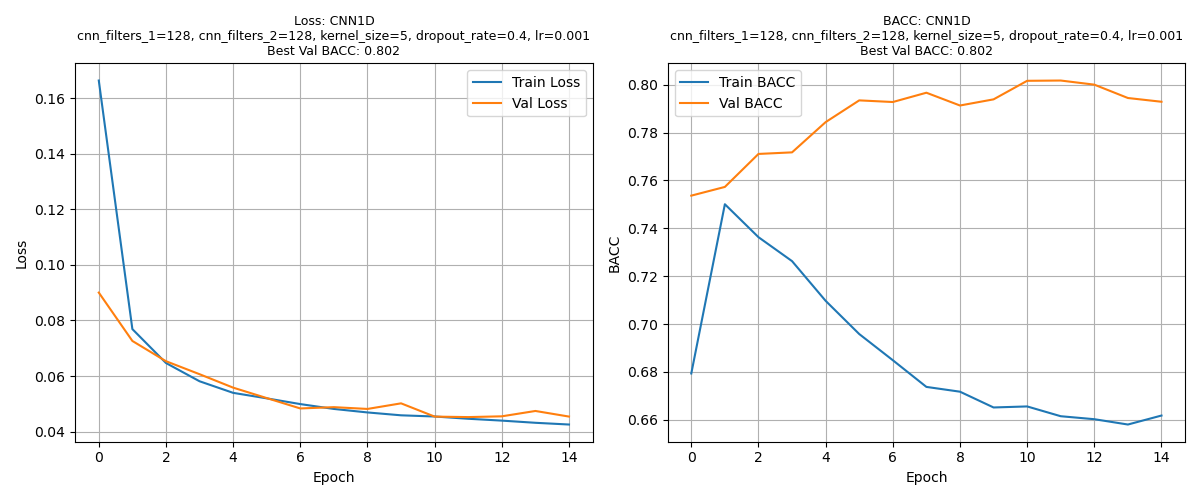 Loss: CNN1D
cnn_filters_1=128, cnn_filters_2=128, kernel_size=5, dropout_rate=0.4, lr=0.001
Best Val BACC: 0.802
Train Loss
Val Loss
0.16
0.14
0.12
0.10
0.08
0.06
0.04
Loss
0 2 4 6 8 10 12 14
Epoch
BACC: CNN1D
cnn_filters_1=128, cnn_filters_2=128, kernel_size=5, dropout_rate=0.4, lr=0.001
Best Val BACC: 0.802
Train BACC
Val BACC
0.80
0.78
0.76
0.74
0.72
0.70
0.68
0.66
BACC
0 2 4 6 8 10 12 14
Epoch